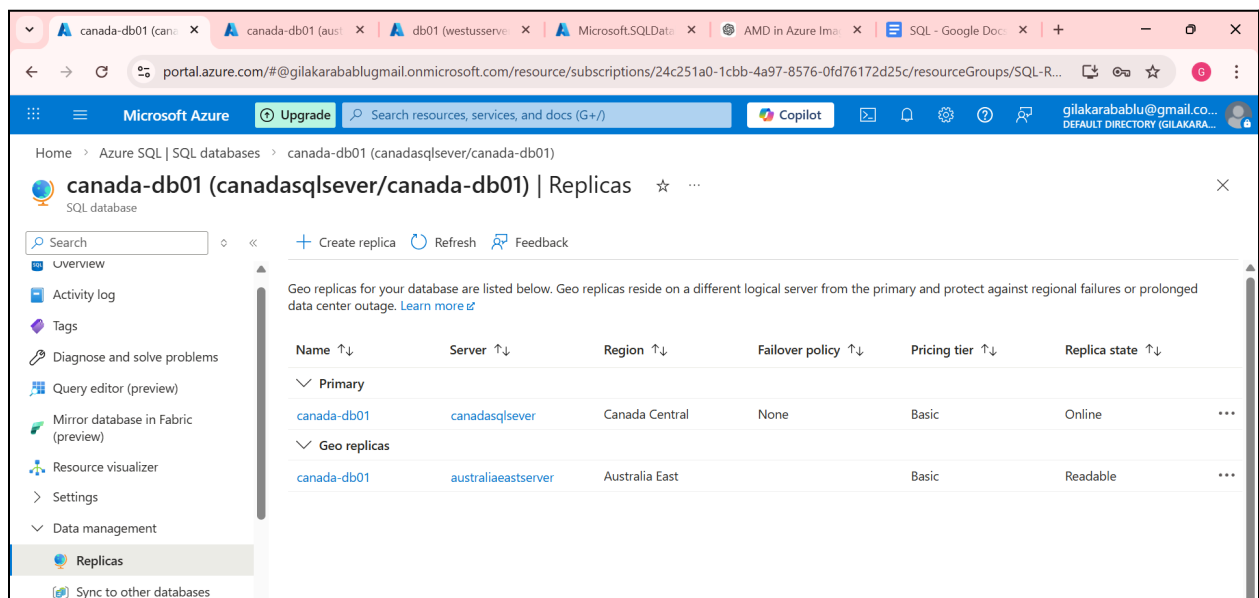 canada-db01 (cana
canada-db01 (aust
db01 (westusserve
Microsoft.SQLData
AMD in Azure Ima
SQL - Google Doc
portal.azure.com/#@gilakarabablugmail.onmicrosoft.com/resource/subscriptions/24c251a0-1cbb-4a97-8576-0fd76172d25c/resourceGroups/SQL-R...
G
Microsoft Azure
Upgrade
Search resources, services, and docs (G+/)
Copilot
gilakarabablu@gmail.co...
DEFAULT DIRECTORY (GILAKARA...
Home > Azure SQL | SQL databases > canada-db01 (canadasqlsever/canada-db01)
canada-db01 (canadasqlsever/canada-db01) | Replicas
SQL database
Search
Create replica
Refresh
Feedback
Overview
Activity log
Tags
Diagnose and solve problems
Query editor (preview)
Mirror database in Fabric
(preview)
Resource visualizer
Settings
Data management
Replicas
Sync to other databases
Geo replicas for your database are listed below. Geo replicas reside on a different logical server from the primary and protect against regional failures or prolonged
data center outage. Learn more
Name Server Region Failover policy Pricing tier Replica state
Primary
canada-db01 canadasqlsever Canada Central None Basic Online
Geo replicas
canada-db01 australiaeastserver Australia East Basic Readable